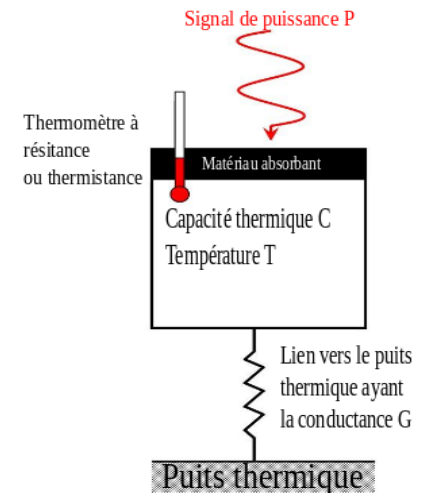 Signal de puissance P
Thermomètre à
résitance
ou thermistance
Matériau absorbant
Capacité thermique C
Température T
Lien vers le puits
thermique ayant
la conductance G
Puits thermique